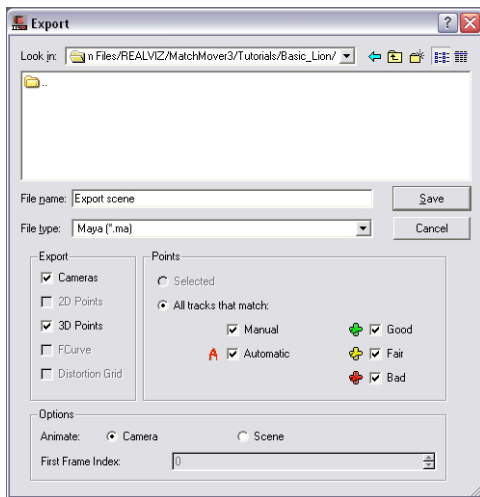 Export
Look in: n Files/REALVIZ/MatchMover3/Tutorials/Basic_Lion/
..
File name: Export scene Save
File type: Maya (*.ma) Cancel
Export
Cameras
2D Points
3D Points
FCurve
Distortion Grid
Points
Selected
All tracks that match:
Manual Good
A Automatic Fair
Bad
Options
Animate: Camera Scene
First Frame Index: 0